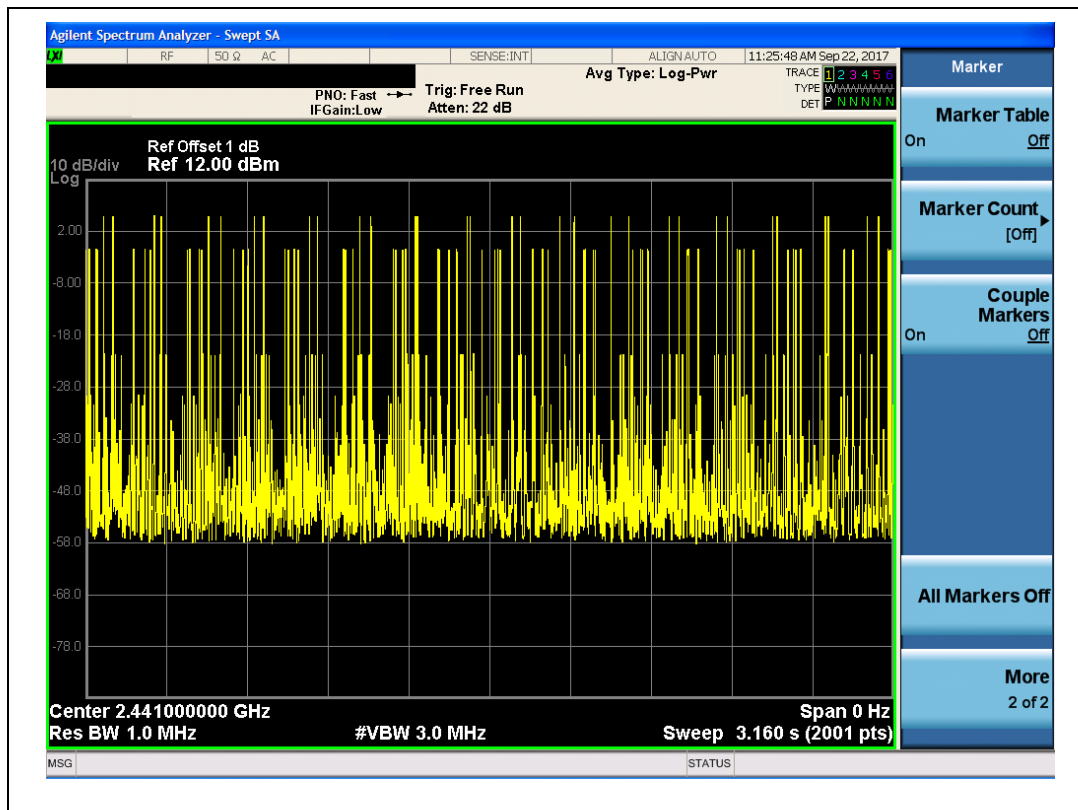 Agilent Spectrum Analyzer - Swept SA
LXI RF 50 Ω AC SENSE:INT ALIGN AUTO 11:25:48 AM Sep 22, 2017
Avg Type: Log-Pwr
TRACE 1 2 3 4 5 6
PNO: Fast Trig: Free Run
TYPE
IFGain:Low Atten: 22 dB
DET P N N N N N
Ref Offset 1 dB
10 dB/div Ref 12.00 dBm
Log
2.00
-8.00
-18.0
-28.0
-38.0
-48.0
-58.0
-68.0
-78.0
Center 2.441000000 GHz Span 0 Hz
Res BW 1.0 MHz #VBW 3.0 MHz Sweep 3.160 s (2001 pts)
MSG STATUS
Marker
Marker Table
On Off
Marker Count
[Off]
Couple
Markers
On Off
All Markers Off
More
2 of 2